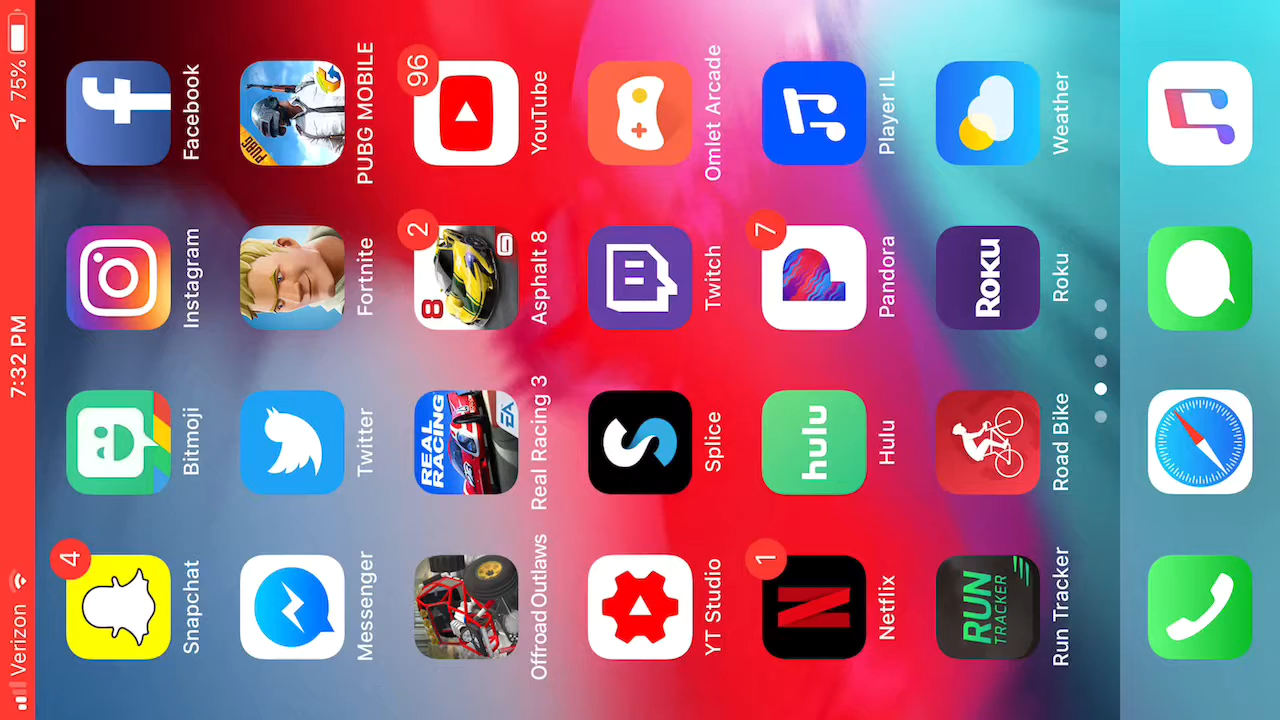 Verizon 7:32 PM 75%
4
Snapchat Bitmoji Instagram Facebook
PUBG
Messenger Twitter Fortnite PUBG MOBILE
REAL
RACING
EA
8
2
96
Offroad Outlaws Real Racing 3 Asphalt 8 YouTube
YT Studio Splice Twitch Omlet Arcade
1
hulu
7
Netflix Hulu Pandora Player IL
RUN
TRACKER
ROKU
Run Tracker Road Bike Roku Weather